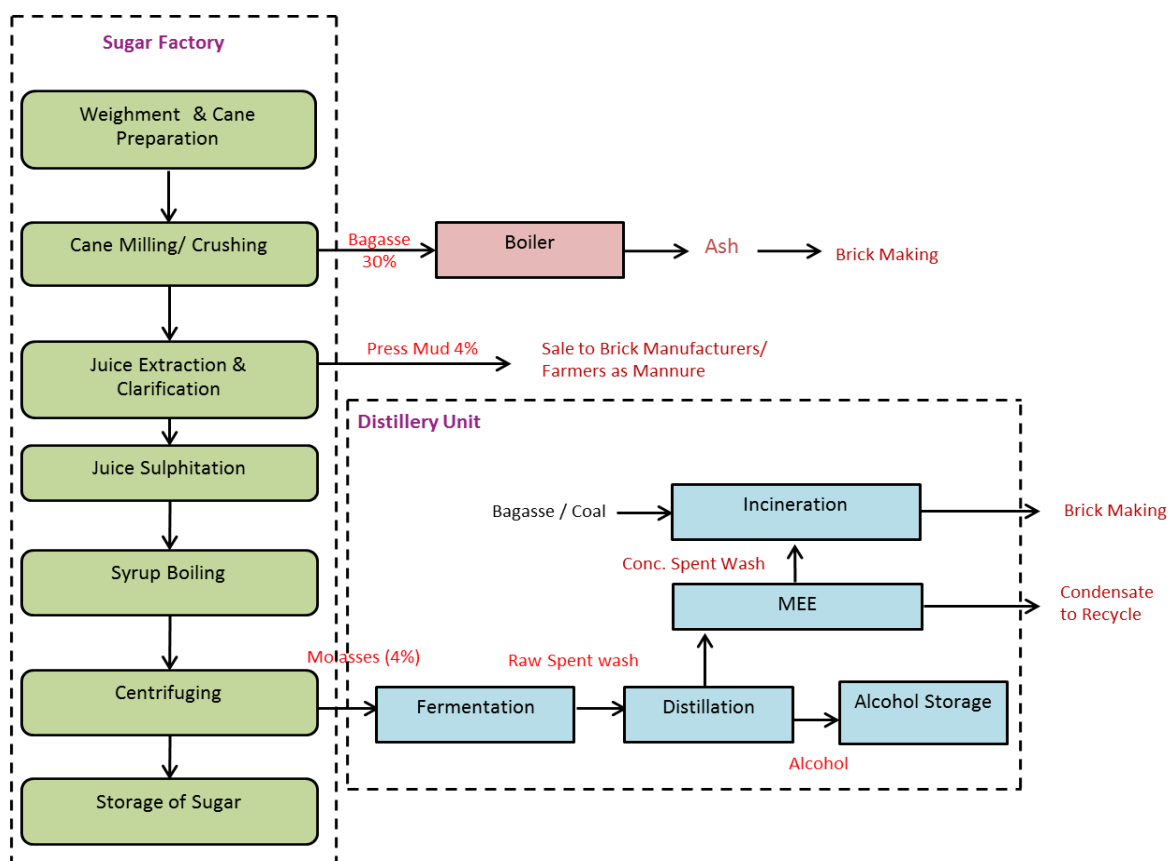 Sugar Factory
Weighment & Cane
Preparation
Cane Milling/ Crushing
Bagasse
30%
Boiler
Ash
Brick Making
Juice Extraction &
Clarification
Press Mud 4%
Sale to Brick Manufacturers/
Farmers as Mannure
Distillery Unit
Juice Sulphitation
Bagasse / Coal
Incineration
Brick Making
Conc. Spent Wash
Syrup Boiling
MEE
Condensate
to Recycle
Molasses (4%)
Raw Spent wash
Centrifuging
Fermentation
Distillation
Alcohol Storage
Alcohol
Storage of Sugar